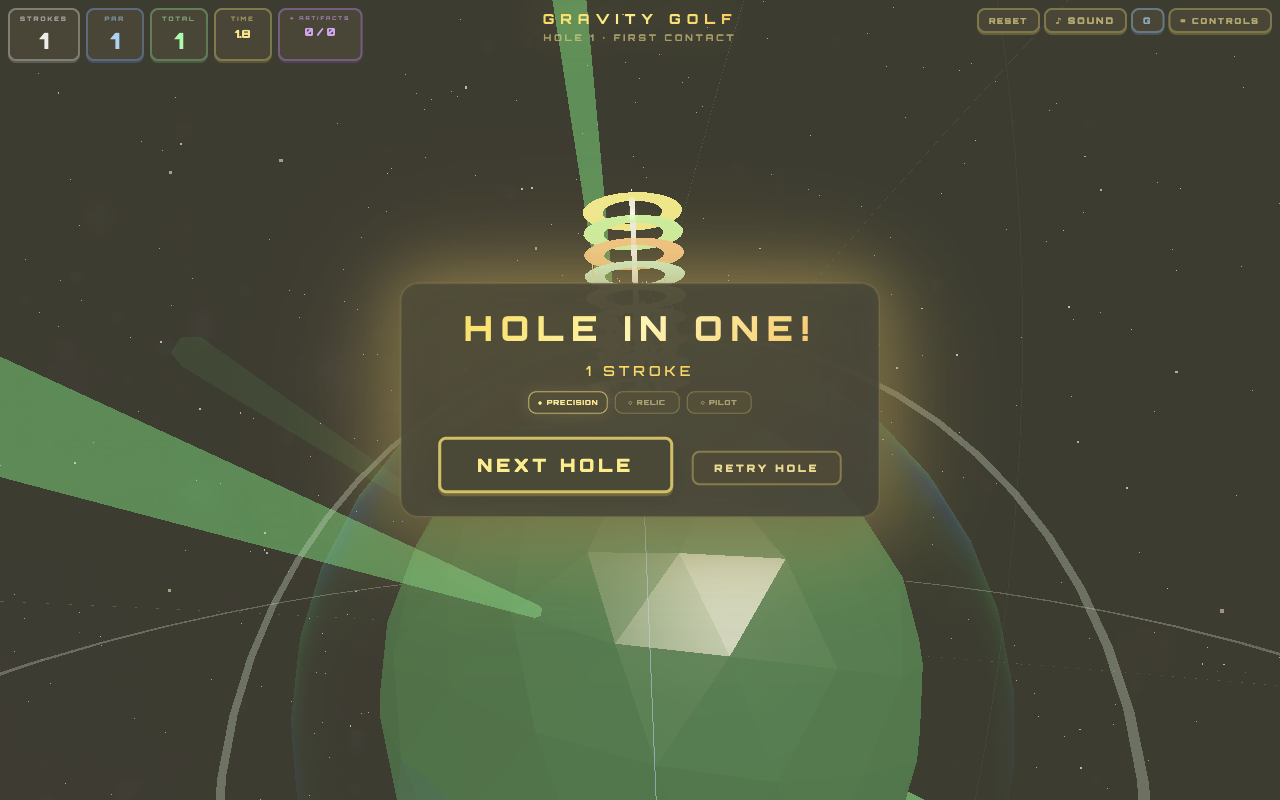 STROKES
1
PAR
1
TOTAL
1
TIME
1.8
✦ ARTIFACTS
0/0
GRAVITY GOLF
HOLE 1 · FIRST CONTACT
RESET
♪ SOUND
G
≡ CONTROLS
HOLE IN ONE!
1 STROKE
PRECISION
RELIC
PILOT
NEXT HOLE
RETRY HOLE